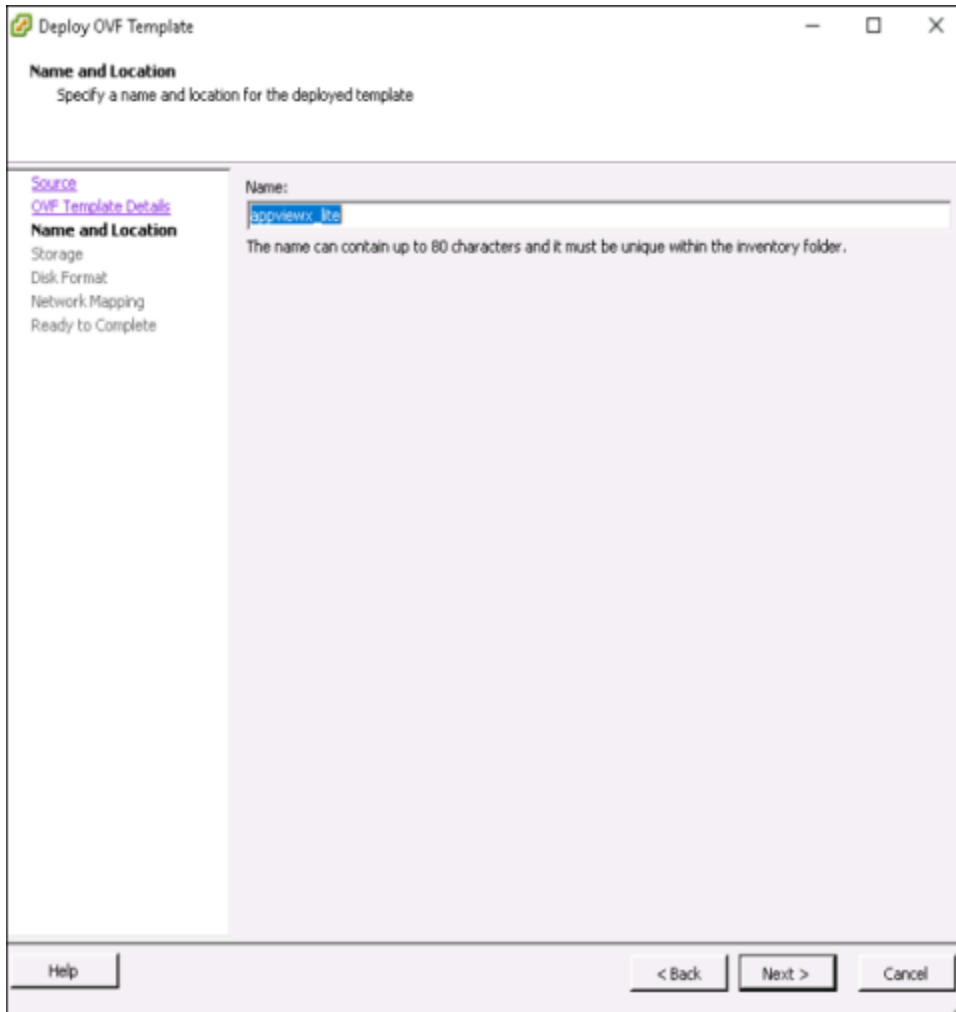 Deploy OVF Template
Name and Location
Specify a name and location for the deployed template
Source
OVF Template Details
Name and Location
Storage
Disk Format
Network Mapping
Ready to Complete
Name:
appviewx_lite
The name can contain up to 80 characters and it must be unique within the inventory folder.
Help
< Back
Next >
Cancel